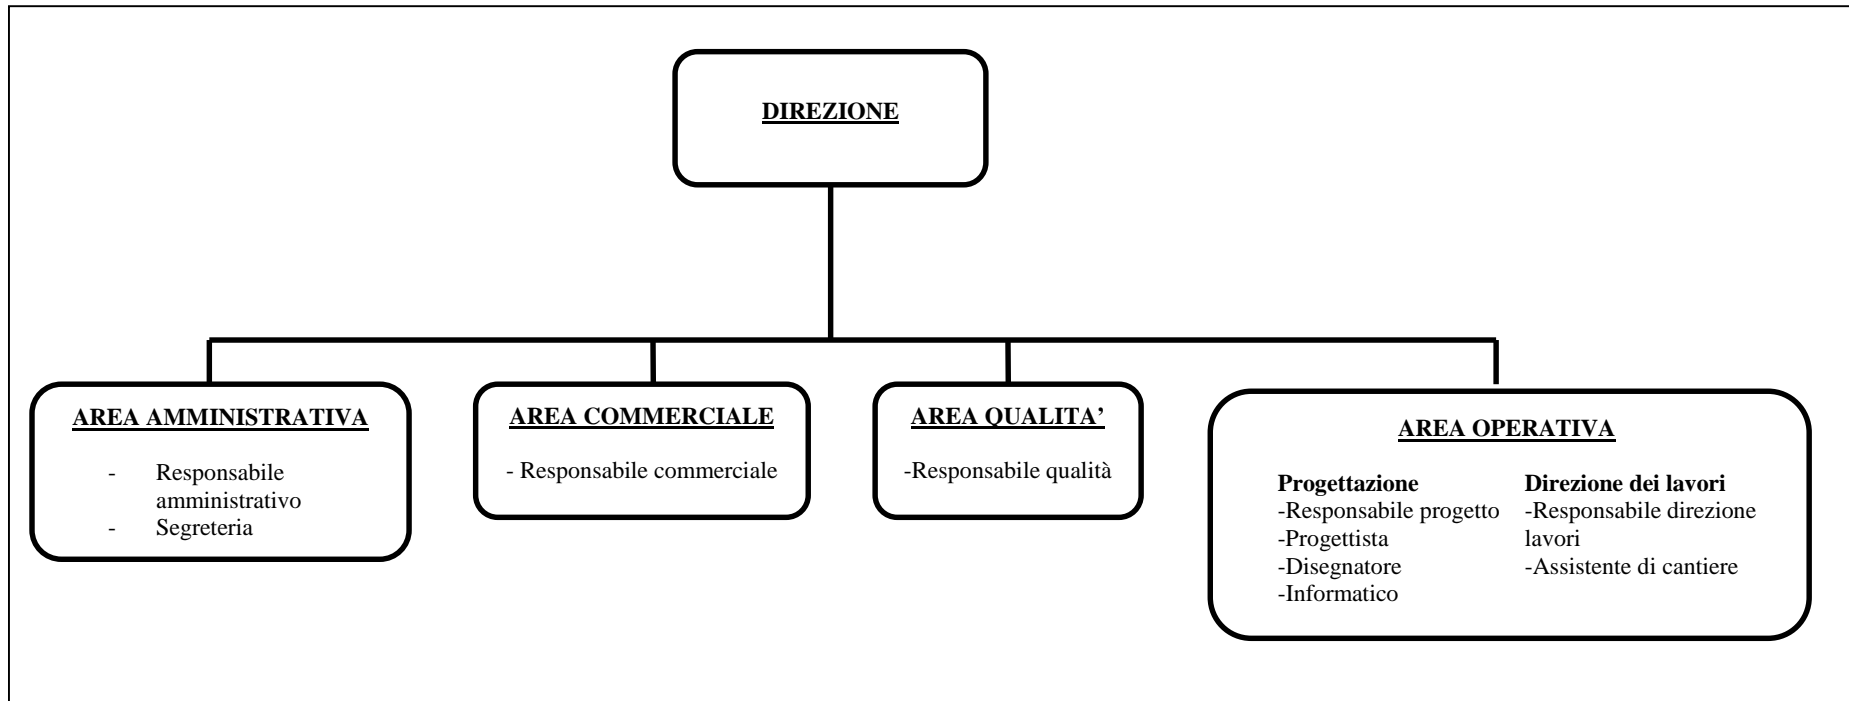 DIREZIONE
AREA AMMINISTRATIVA
- Responsabile
amministrativo
- Segreteria
AREA COMMERCIALE
- Responsabile commerciale
AREA QUALITA’
-Responsabile qualità
AREA OPERATIVA
Progettazione
-Responsabile progetto
-Progettista
-Disegnatore
-Informatico
Direzione dei lavori
-Responsabile direzione
lavori
-Assistente di cantiere